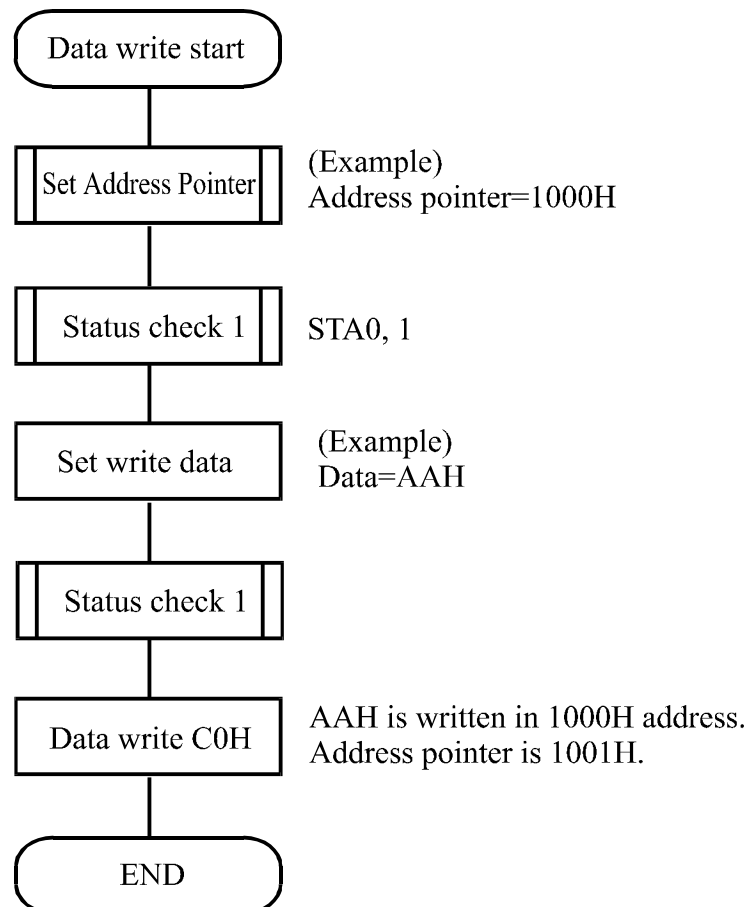 Data write start
Set Address Pointer
(Example)
Address pointer=1000H
Status check 1
STA0, 1
Set write data
(Example)
Data=AAH
Status check 1
Data write C0H
AAH is written in 1000H address.
Address pointer is 1001H.
END